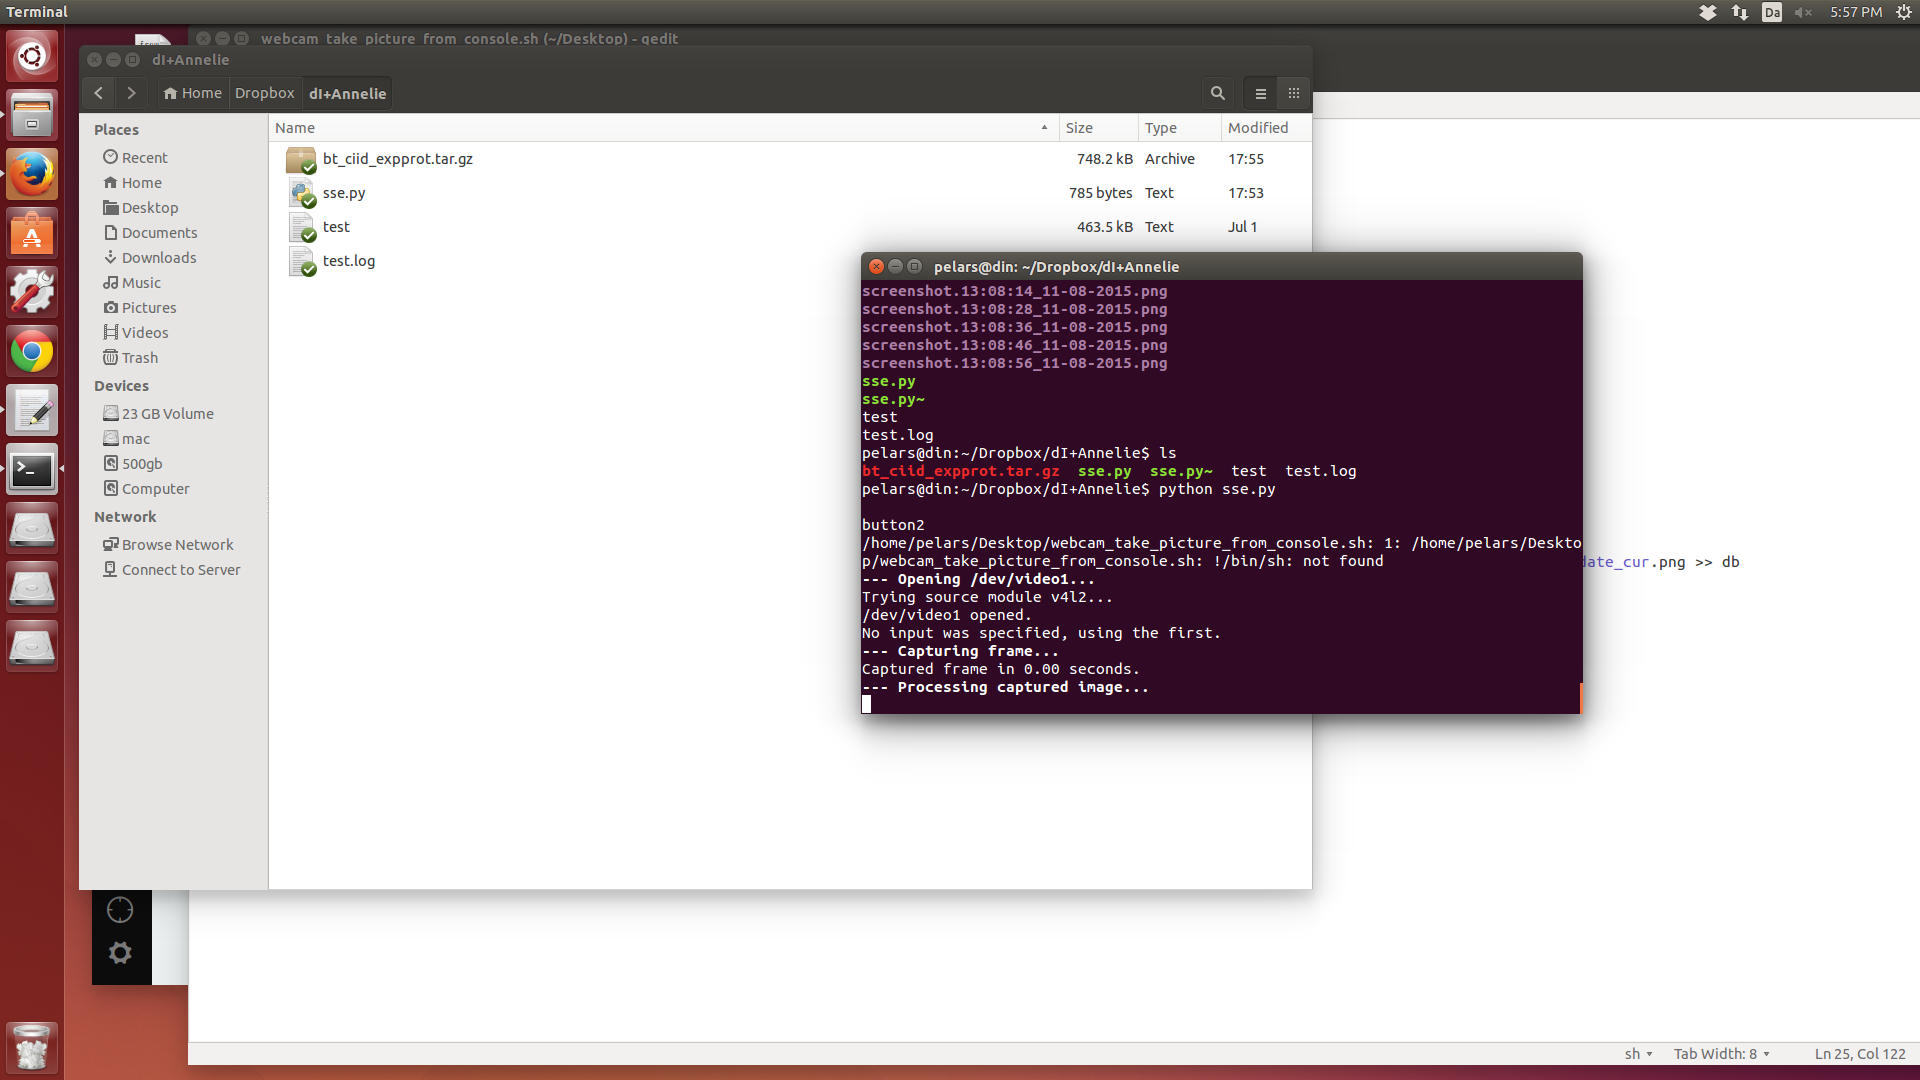 Terminal
Da
5:57 PM
webcam_take_picture_from_console.sh (~/Desktop) - gedit
dI+Annelie
Home
Dropbox
dI+Annelie
Places
Recent
Home
Desktop
Documents
Downloads
Music
Pictures
Videos
Trash
Devices
23 GB Volume
mac
500gb
Computer
Network
Browse Network
Connect to Server
Name Size Type Modified
bt_ciid_expprot.tar.gz 748.2 kB Archive 17:55
sse.py 785 bytes Text 17:53
test 463.5 kB Text Jul 1
test.log
pelars@din: ~/Dropbox/dI+Annelie
screenshot.13:08:14_11-08-2015.png
screenshot.13:08:28_11-08-2015.png
screenshot.13:08:36_11-08-2015.png
screenshot.13:08:46_11-08-2015.png
screenshot.13:08:56_11-08-2015.png
sse.py
sse.py~
test
test.log
pelars@din:~/Dropbox/dI+Annelie$ ls
bt_ciid_expprot.tar.gz sse.py sse.py~ test test.log
pelars@din:~/Dropbox/dI+Annelie$ python sse.py
button2
/home/pelars/Desktop/webcam_take_picture_from_console.sh: 1: /home/pelars/Deskto
p/webcam_take_picture_from_console.sh: !/bin/sh: not found
--- Opening /dev/video1...
Trying source module v4l2...
/dev/video1 opened.
No input was specified, using the first.
--- Capturing frame...
Captured frame in 0.00 seconds.
--- Processing captured image...
date_cur.png >> db
sh
Tab Width: 8
Ln 25, Col 122